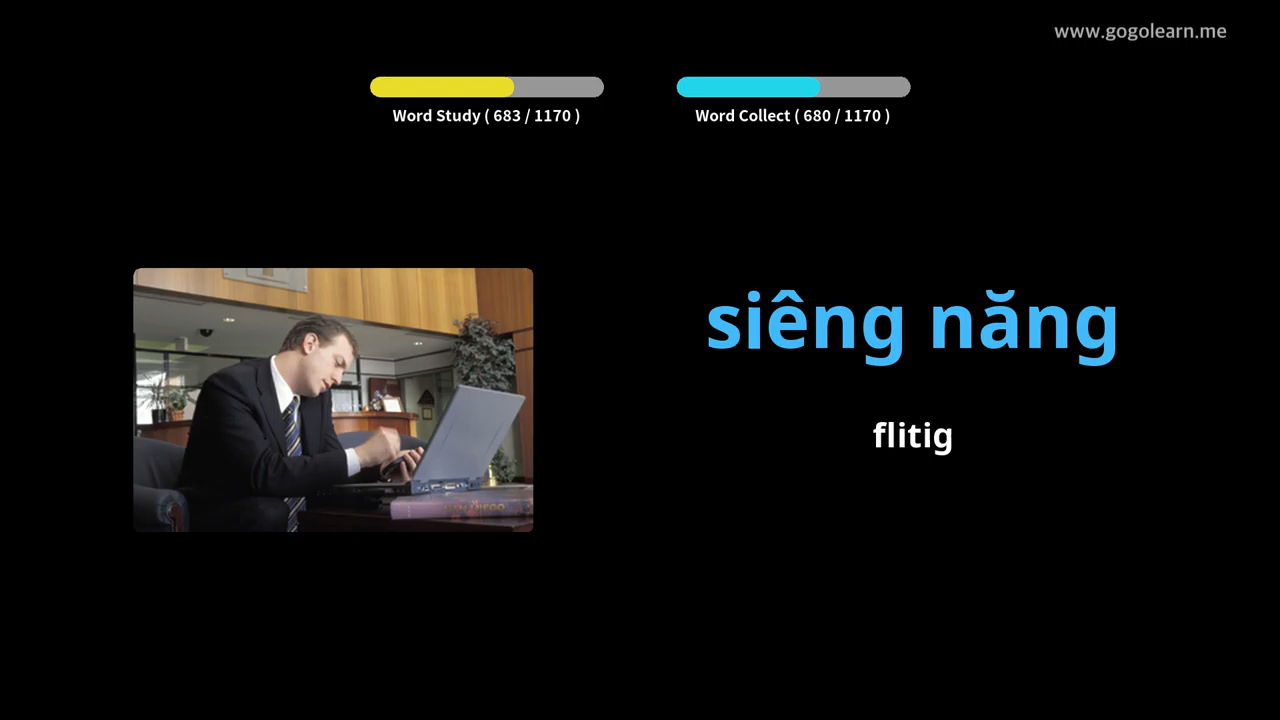 www.gogolearn.me
Word Study ( 683 / 1170 )
Word Collect ( 680 / 1170 )
siêng năng
flitig